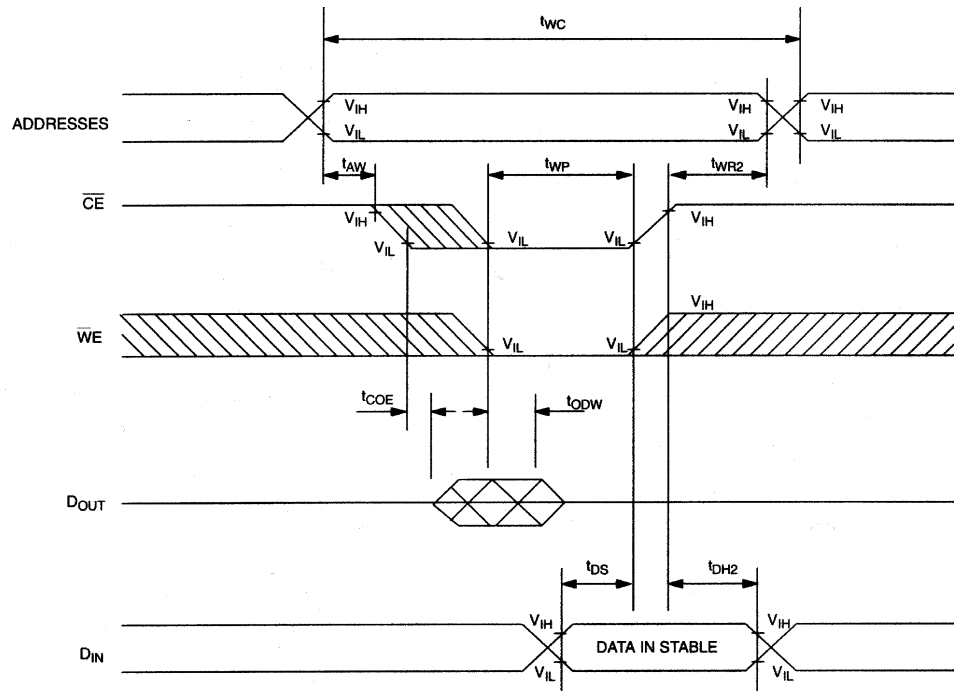 tWC
ADDRESSES
VIH VIH VIH
VIL VIL VIL
tAW tWP tWR2
CE
VIH VIH
VIL VIL VIL
WE
VIH
VIL VIL
tCOE tODW
DOUT
tDS tDH2
DIN
VIH VIH
DATA IN STABLE
VIL VIL